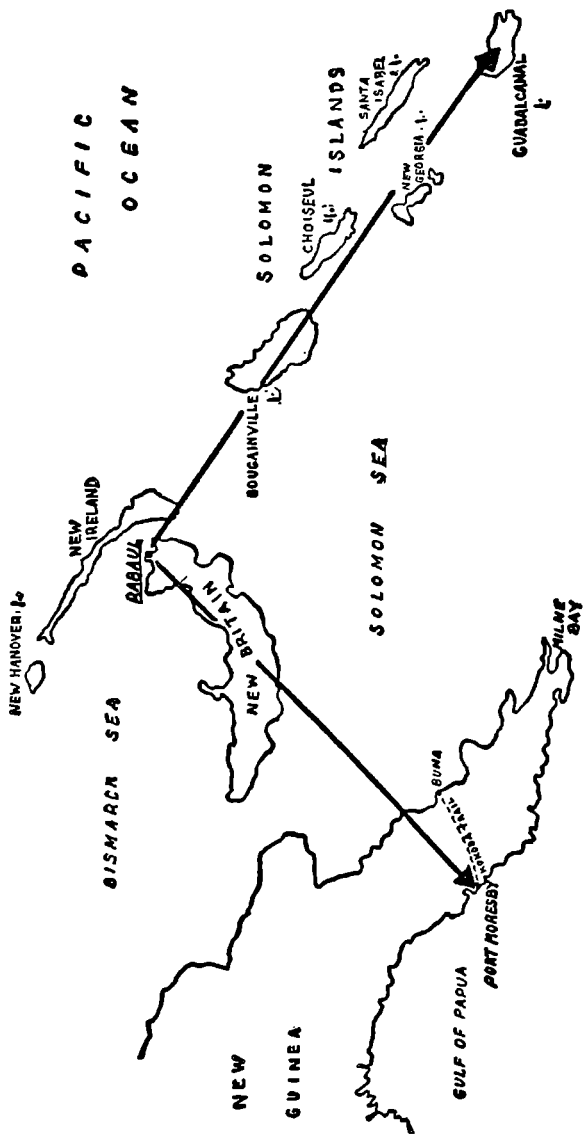 PACIFIC
OCEAN
NEW HANOVER. I.
NEW
IRELAND
RABAUL
BISMARCK SEA
NEW BRITAIN
SOLOMON
ISLANDS
BOUGAINVILLE
I.
CHOISEUL
I.
SANTA
ISABEL
I.
NEW
GEORGIA. I.
GUADALCANAL
I.
SOLOMON SEA
NEW
GUINEA
BUNA
KOKODA TRAIL
PORT MORESBY
GULF OF PAPUA
MILNE
BAY